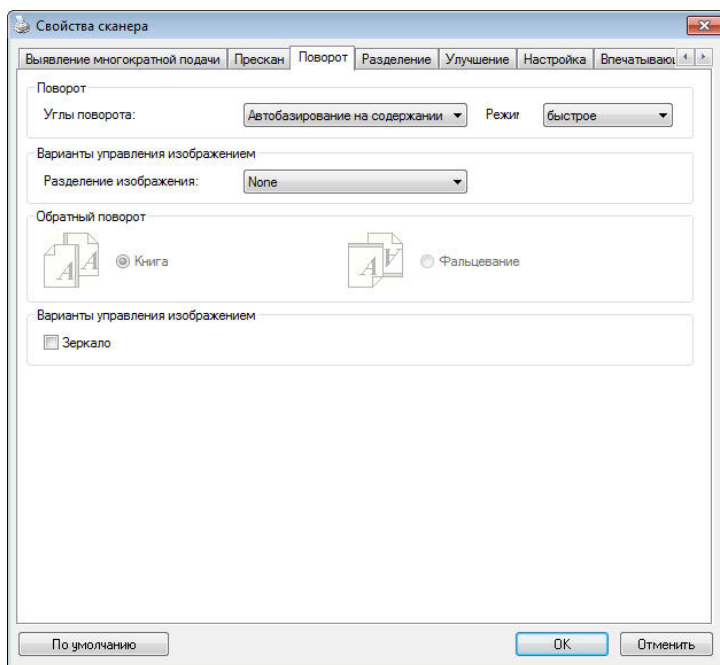 Свойства сканера
Выявление многократной подачи Прескан Поворот Разделение Улучшение Настройка Впечатываю
Поворот
Углы поворота: Автобазирование на содержании Режи быстрое
Варианты управления изображением
Разделение изображения: None
Обратный поворот
Книга Фальцевание
Варианты управления изображением
Зеркало
По умолчанию OK Отменить